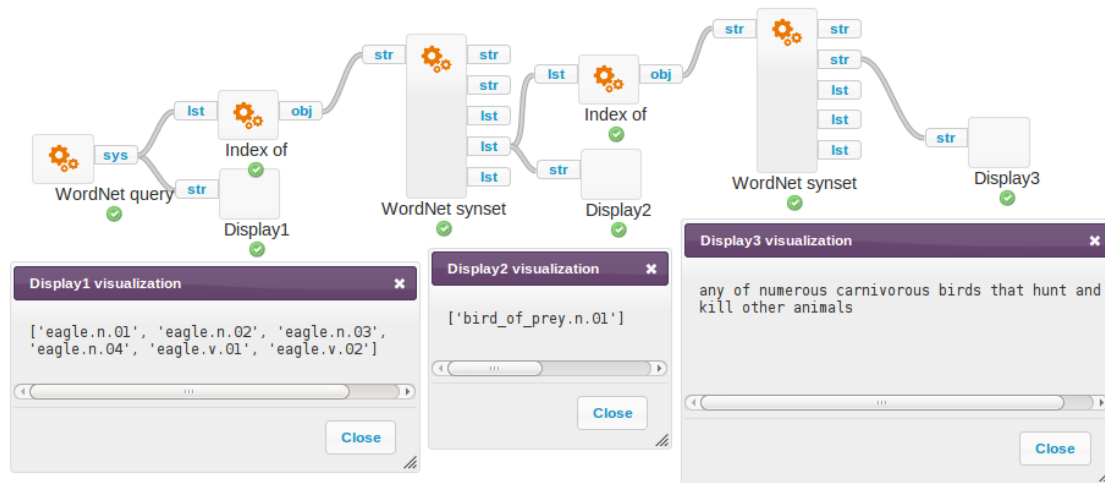 str
str
str
str
str
str
lst
obj
str
lst
obj
str
lst
lst
lst
Index of
lst
str
Index of
lst
sys
lst
str
WordNet query
str
WordNet synset
Display2
WordNet synset
Display3
Display1
Display1 visualization
['eagle.n.01', 'eagle.n.02', 'eagle.n.03',
'eagle.n.04', 'eagle.v.01', 'eagle.v.02']
Close
Display2 visualization
['bird_of_prey.n.01']
Close
Display3 visualization
any of numerous carnivorous birds that hunt and
kill other animals
Close